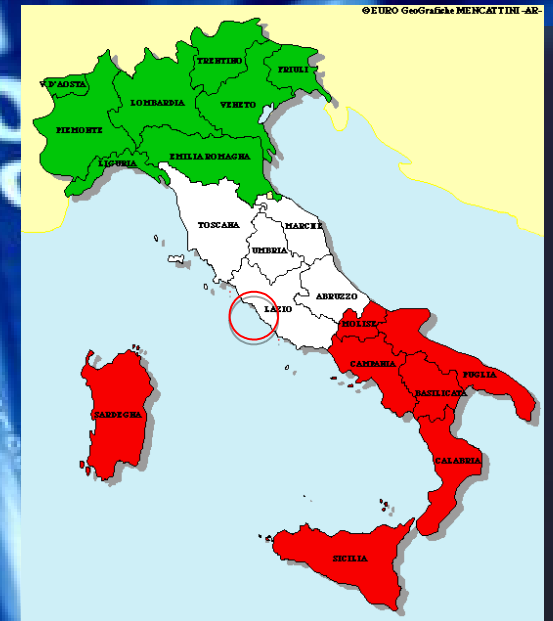 © EURO GeoGrafiche MENCATTINI -AR-
TRENTINO
FRIULI
V.D'AOSTA
LOMBARDIA
VENETO
PIEMONTE
EMILIA ROMAGNA
LIGURIA
TOSCANA
MARCHE
UMBRIA
ABRUZZO
LAZIO
MOLISE
CAMPANIA
PUGLIA
BASILICATA
SARDEGNA
CALABRIA
SICILIA